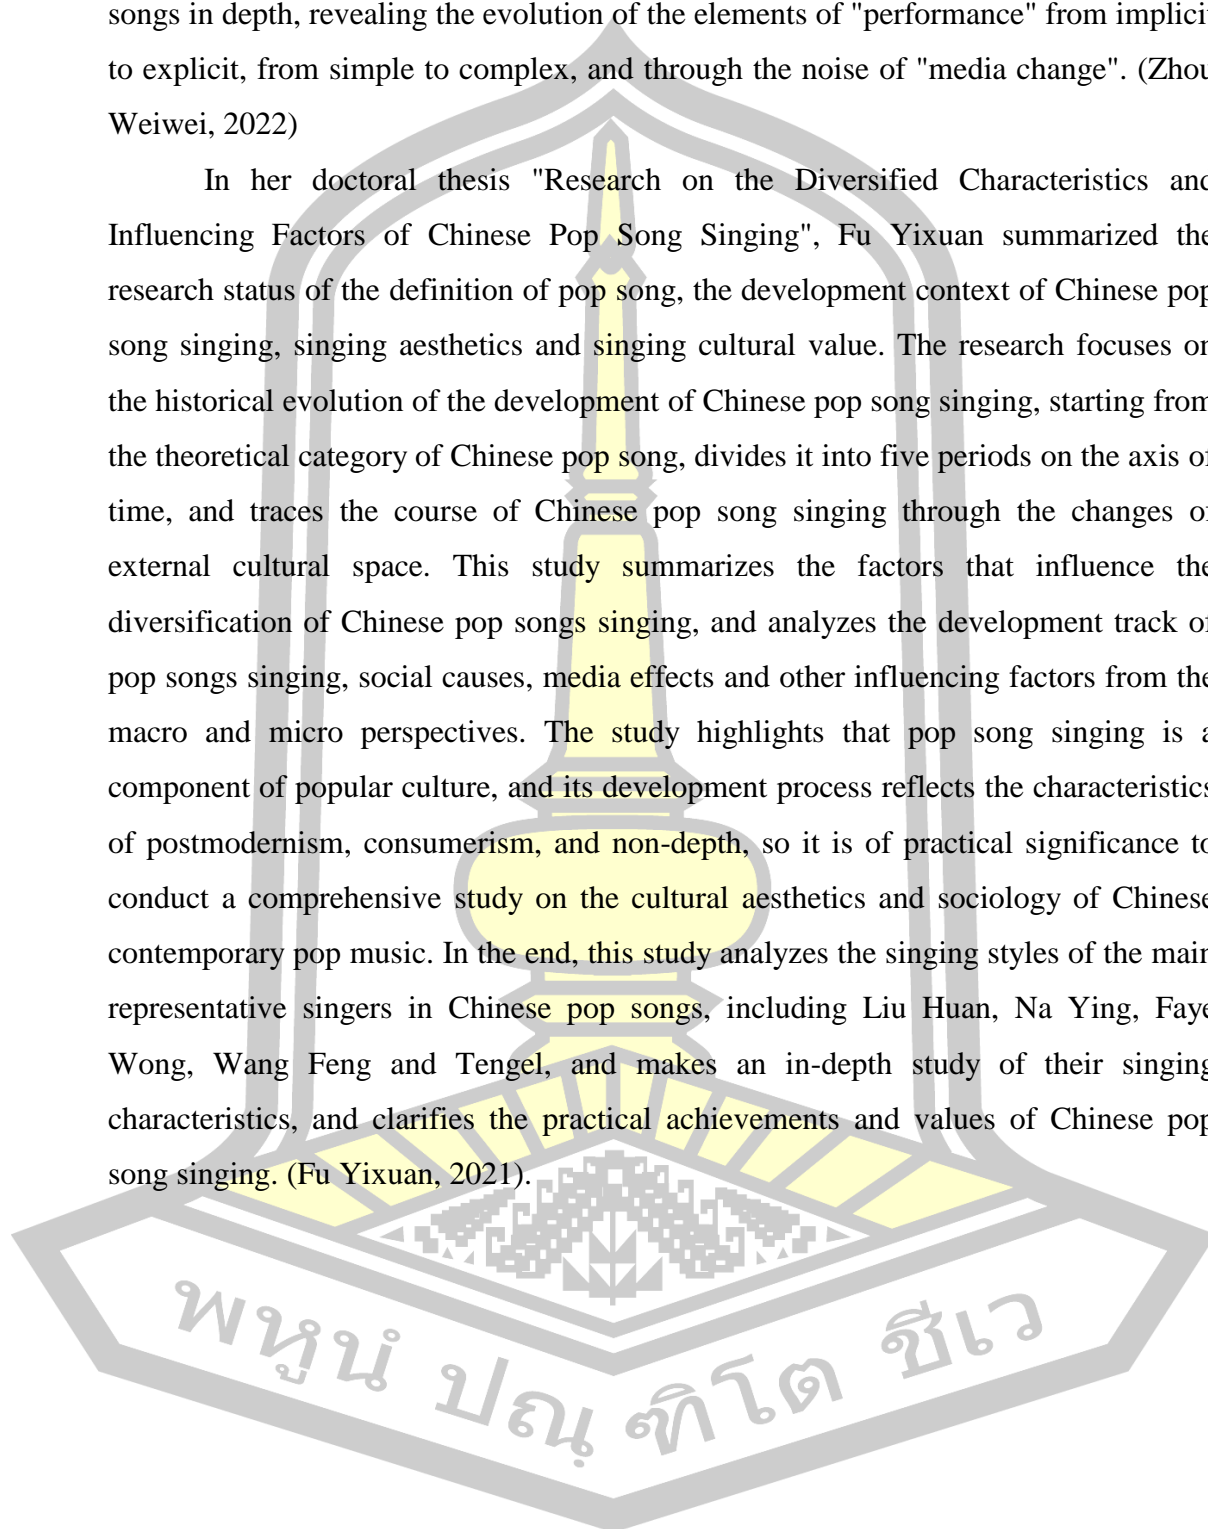 songs in depth, revealing the evolution of the elements of "performance" from implicit
to explicit, from simple to complex, and through the noise of "media change". (Zhou
Weiwei, 2022)
In her doctoral thesis "Research on the Diversified Characteristics and
Influencing Factors of Chinese Pop Song Singing", Fu Yixuan summarized the
research status of the definition of pop song, the development context of Chinese pop
song singing, singing aesthetics and singing cultural value. The research focuses on
the historical evolution of the development of Chinese pop song singing, starting from
the theoretical category of Chinese pop song, divides it into five periods on the axis of
time, and traces the course of Chinese pop song singing through the changes of
external cultural space. This study summarizes the factors that influence the
diversification of Chinese pop songs singing, and analyzes the development track of
pop songs singing, social causes, media effects and other influencing factors from the
macro and micro perspectives. The study highlights that pop song singing is a
component of popular culture, and its development process reflects the characteristics
of postmodernism, consumerism, and non-depth, so it is of practical significance to
conduct a comprehensive study on the cultural aesthetics and sociology of Chinese
contemporary pop music. In the end, this study analyzes the singing styles of the main
representative singers in Chinese pop songs, including Liu Huan, Na Ying, Faye
Wong, Wang Feng and Tengel, and makes an in-depth study of their singing
characteristics, and clarifies the practical achievements and values of Chinese pop
song singing. (Fu Yixuan, 2021).
พหูนํ ปณฺฑิโต ชีเว